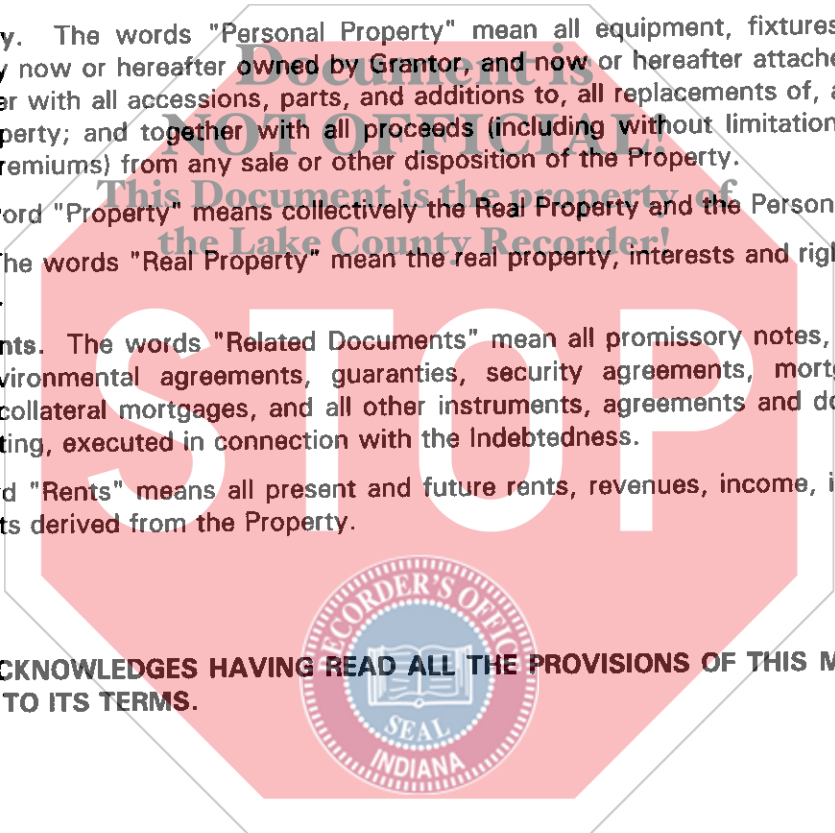 y. The words "Personal Property" mean all equipment, fixtures
y now or hereafter owned by Grantor, and now or hereafter attache
er with all accessions, parts, and additions to, all replacements of, a
perty; and together with all proceeds (including without limitation
remiums) from any sale or other disposition of the Property.
ord "Property" means collectively the Real Property and the Person
he words "Real Property" mean the real property, interests and righ
nts. The words "Related Documents" mean all promissory notes,
vironmental agreements, guaranties, security agreements, mortg
collateral mortgages, and all other instruments, agreements and do
ting, executed in connection with the Indebtedness.
d "Rents" means all present and future rents, revenues, income, i
ts derived from the Property.
CKNOWLEDGES HAVING READ ALL THE PROVISIONS OF THIS M
TO ITS TERMS.
Document is
NOT OFFICIAL!
This Document is the property of
the Lake County Recorder!
STOP
RECORDER'S OFFICE
SEAL
INDIANA